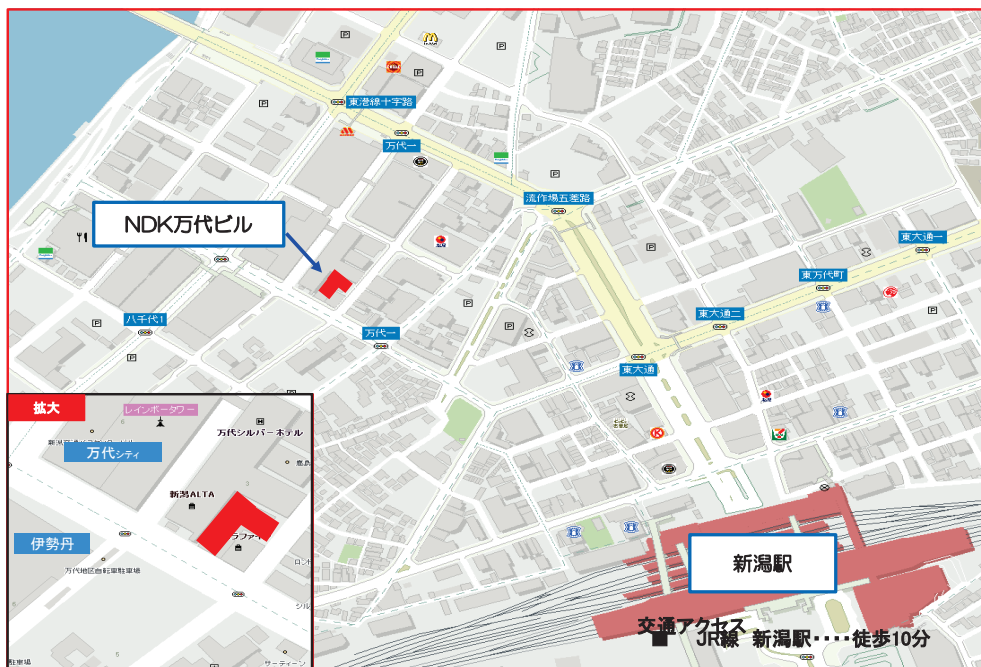 東港線十字路
万代一
流作場五差路
NDK万代ビル
東大通一
東万代町
八千代1
万代一
東大通二
東大通
拡大
レインボータワー
万代シルバーホテル
万代シティ
新潟ALTA
伊勢丹
万代地区自転車駐車場
新潟駅
交通アクセス
■ JR線 新潟駅‥‥徒歩10分
駐車場